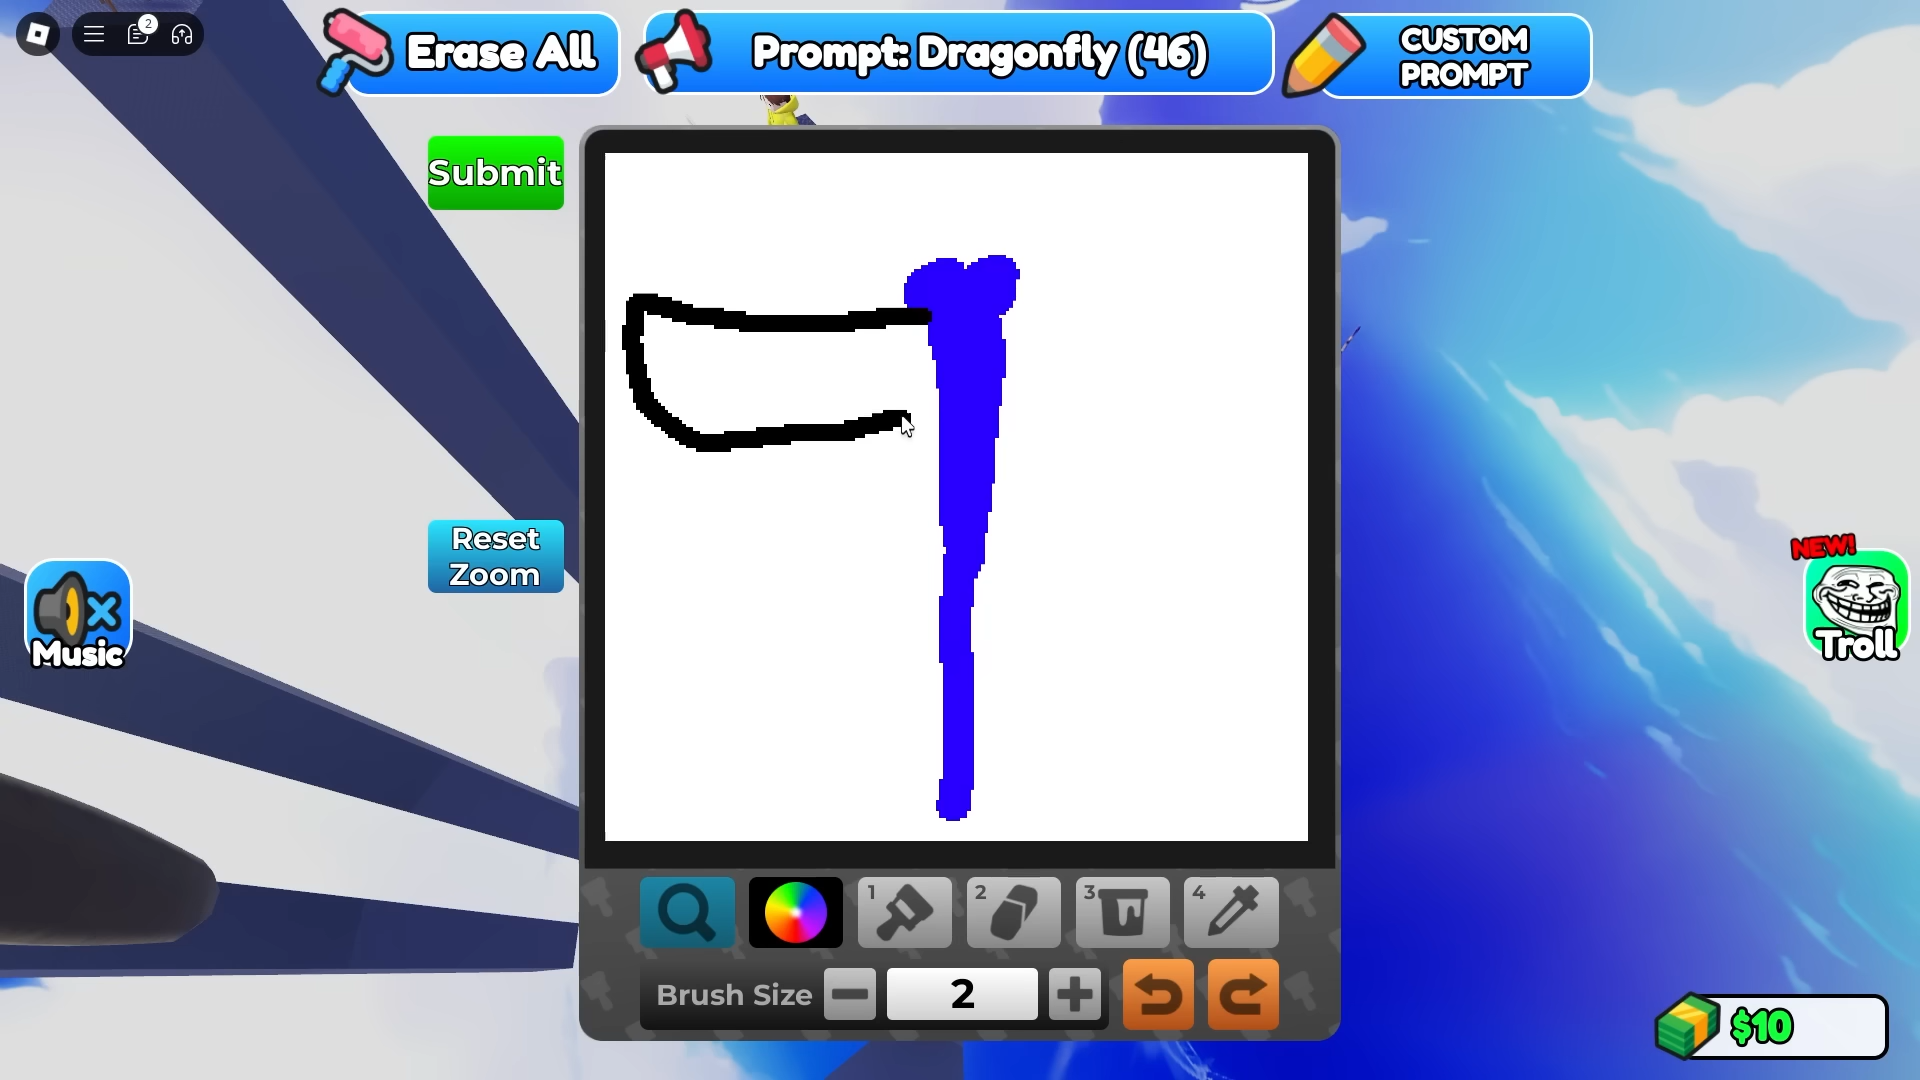 2
Erase All
Prompt: Dragonfly (46)
CUSTOM
PROMPT
Submit
Reset
Zoom
Music
NEW!
Troll
1
2
3
4
Brush Size
2
$10